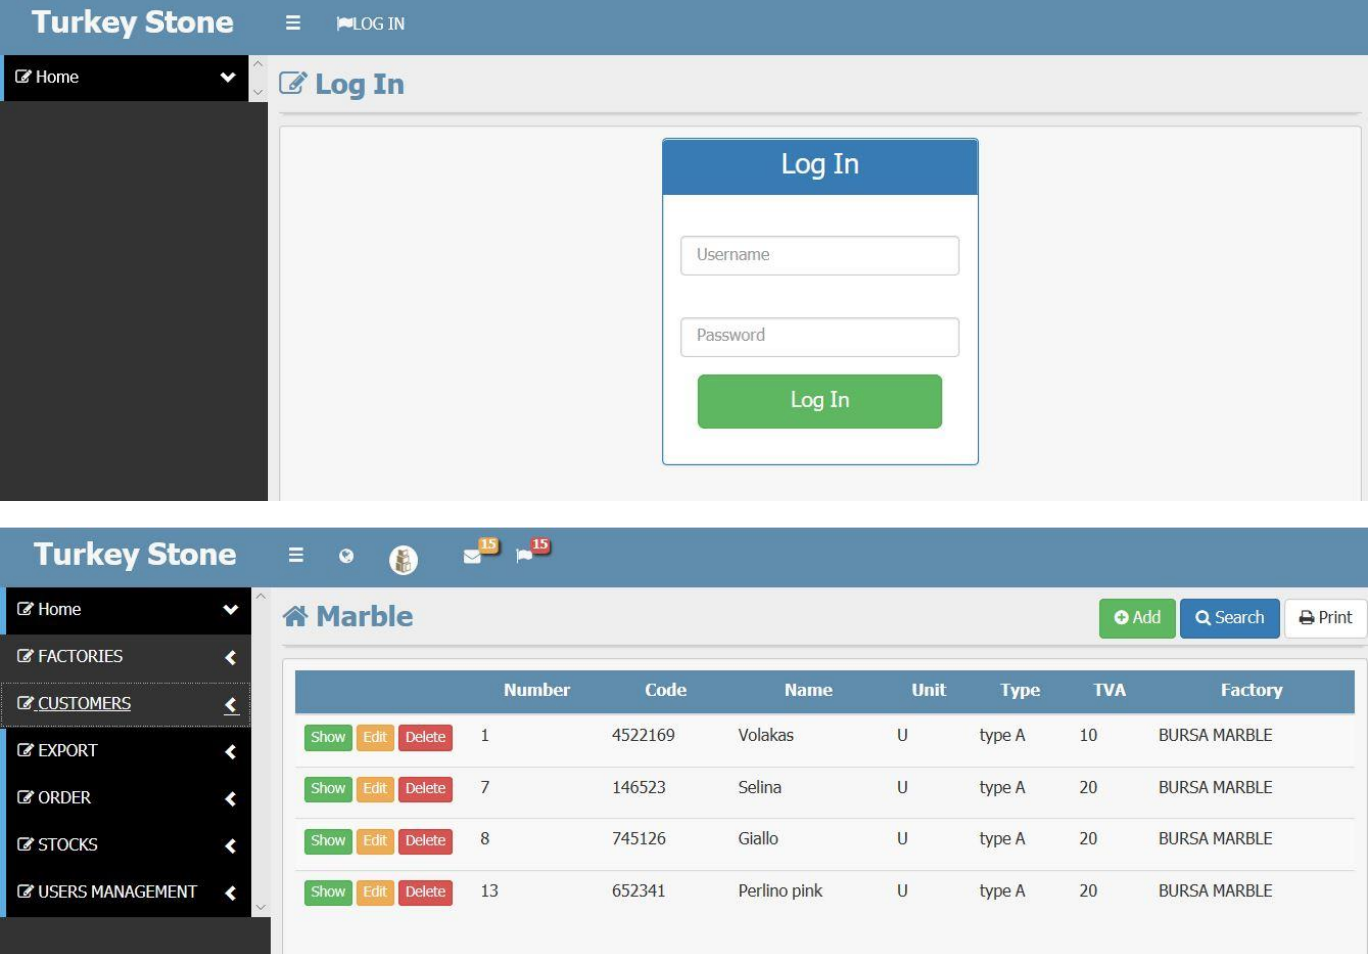 Turkey Stone LOG IN
Home
Log In
Log In
Username
Password
Log In
Turkey Stone 15 15
Home
Marble
Add Search Print
FACTORIES
CUSTOMERS
EXPORT
ORDER
STOCKS
USERS MANAGEMENT
Number Code Name Unit Type TVA Factory
Show Edit Delete 1 4522169 Volakas U type A 10 BURSA MARBLE
Show Edit Delete 7 146523 Selina U type A 20 BURSA MARBLE
Show Edit Delete 8 745126 Giallo U type A 20 BURSA MARBLE
Show Edit Delete 13 652341 Perlino pink U type A 20 BURSA MARBLE